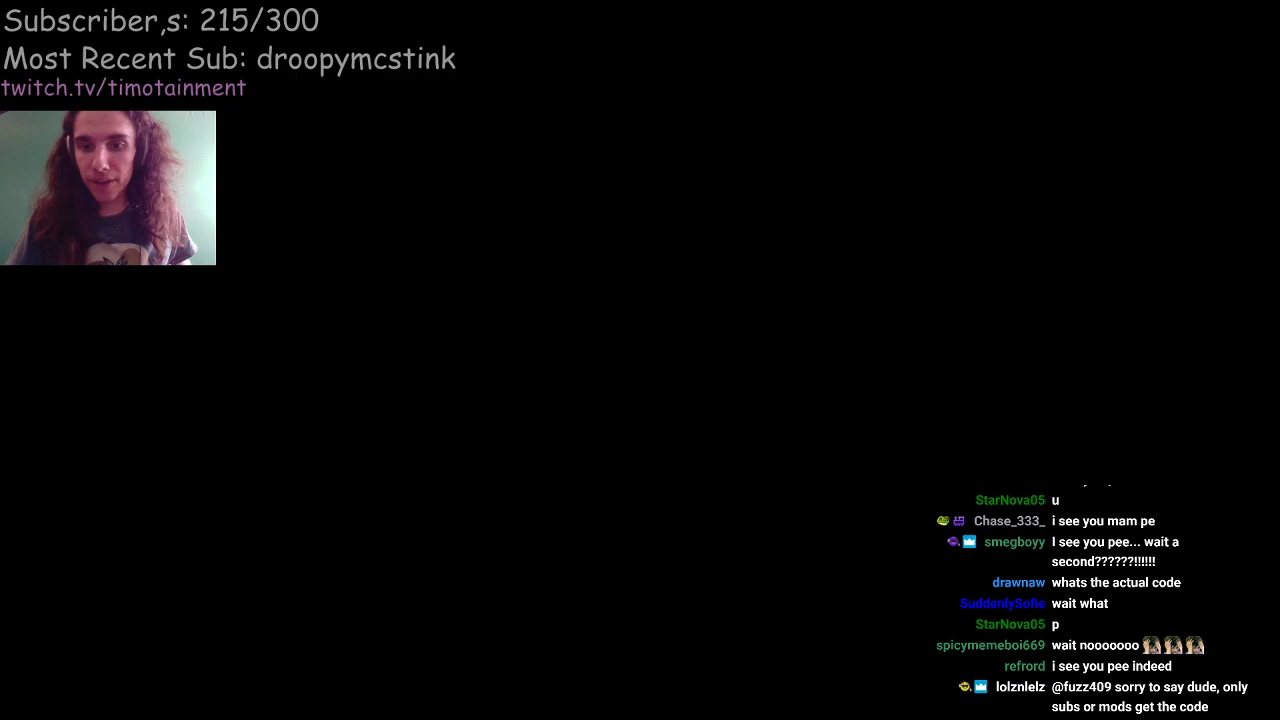 Subscriber,s: 215/300
Most Recent Sub: droopymcstink
twitch.tv/timotainment
StarNova05 u
Chase_333_ i see you mam pe
smegboyy I see you pee... wait a
second??????!!!!!!
drawnaw whats the actual code
SuddenlySofie wait what
StarNova05 p
spicymemeboi669 wait nooooooo
refrord i see you pee indeed
lolznlelz @fuzz409 sorry to say dude, only
subs or mods get the code